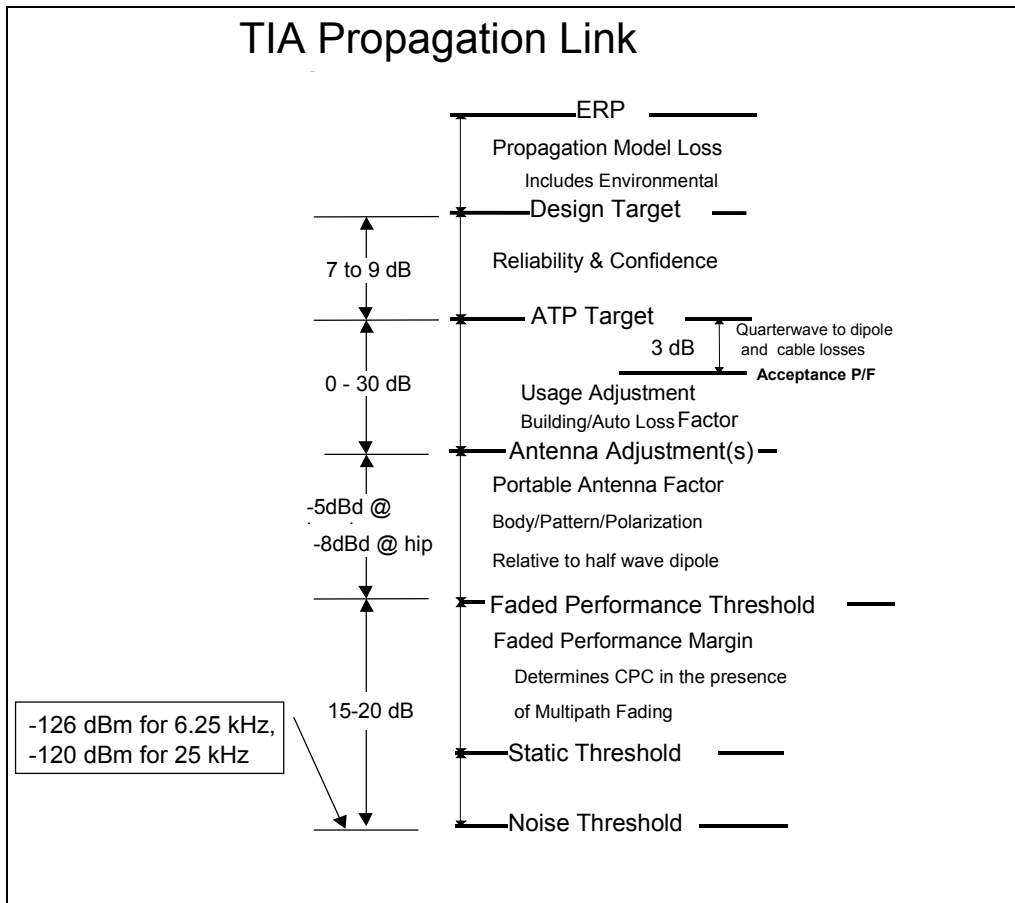 TIA Propagation Link
ERP
Propagation Model Loss
Includes Environmental
Design Target
7 to 9 dB
Reliability & Confidence
ATP Target
3 dB
Quarterwave to dipole
and cable losses
Acceptance P/F
0 - 30 dB
Usage Adjustment
Building/Auto Loss Factor
Antenna Adjustment(s)
Portable Antenna Factor
-5dBd @
Body/Pattern/Polarization
-8dBd @ hip
Relative to half wave dipole
Faded Performance Threshold
Faded Performance Margin
Determines CPC in the presence
of Multipath Fading
15-20 dB
-126 dBm for 6.25 kHz,
-120 dBm for 25 kHz
Static Threshold
Noise Threshold